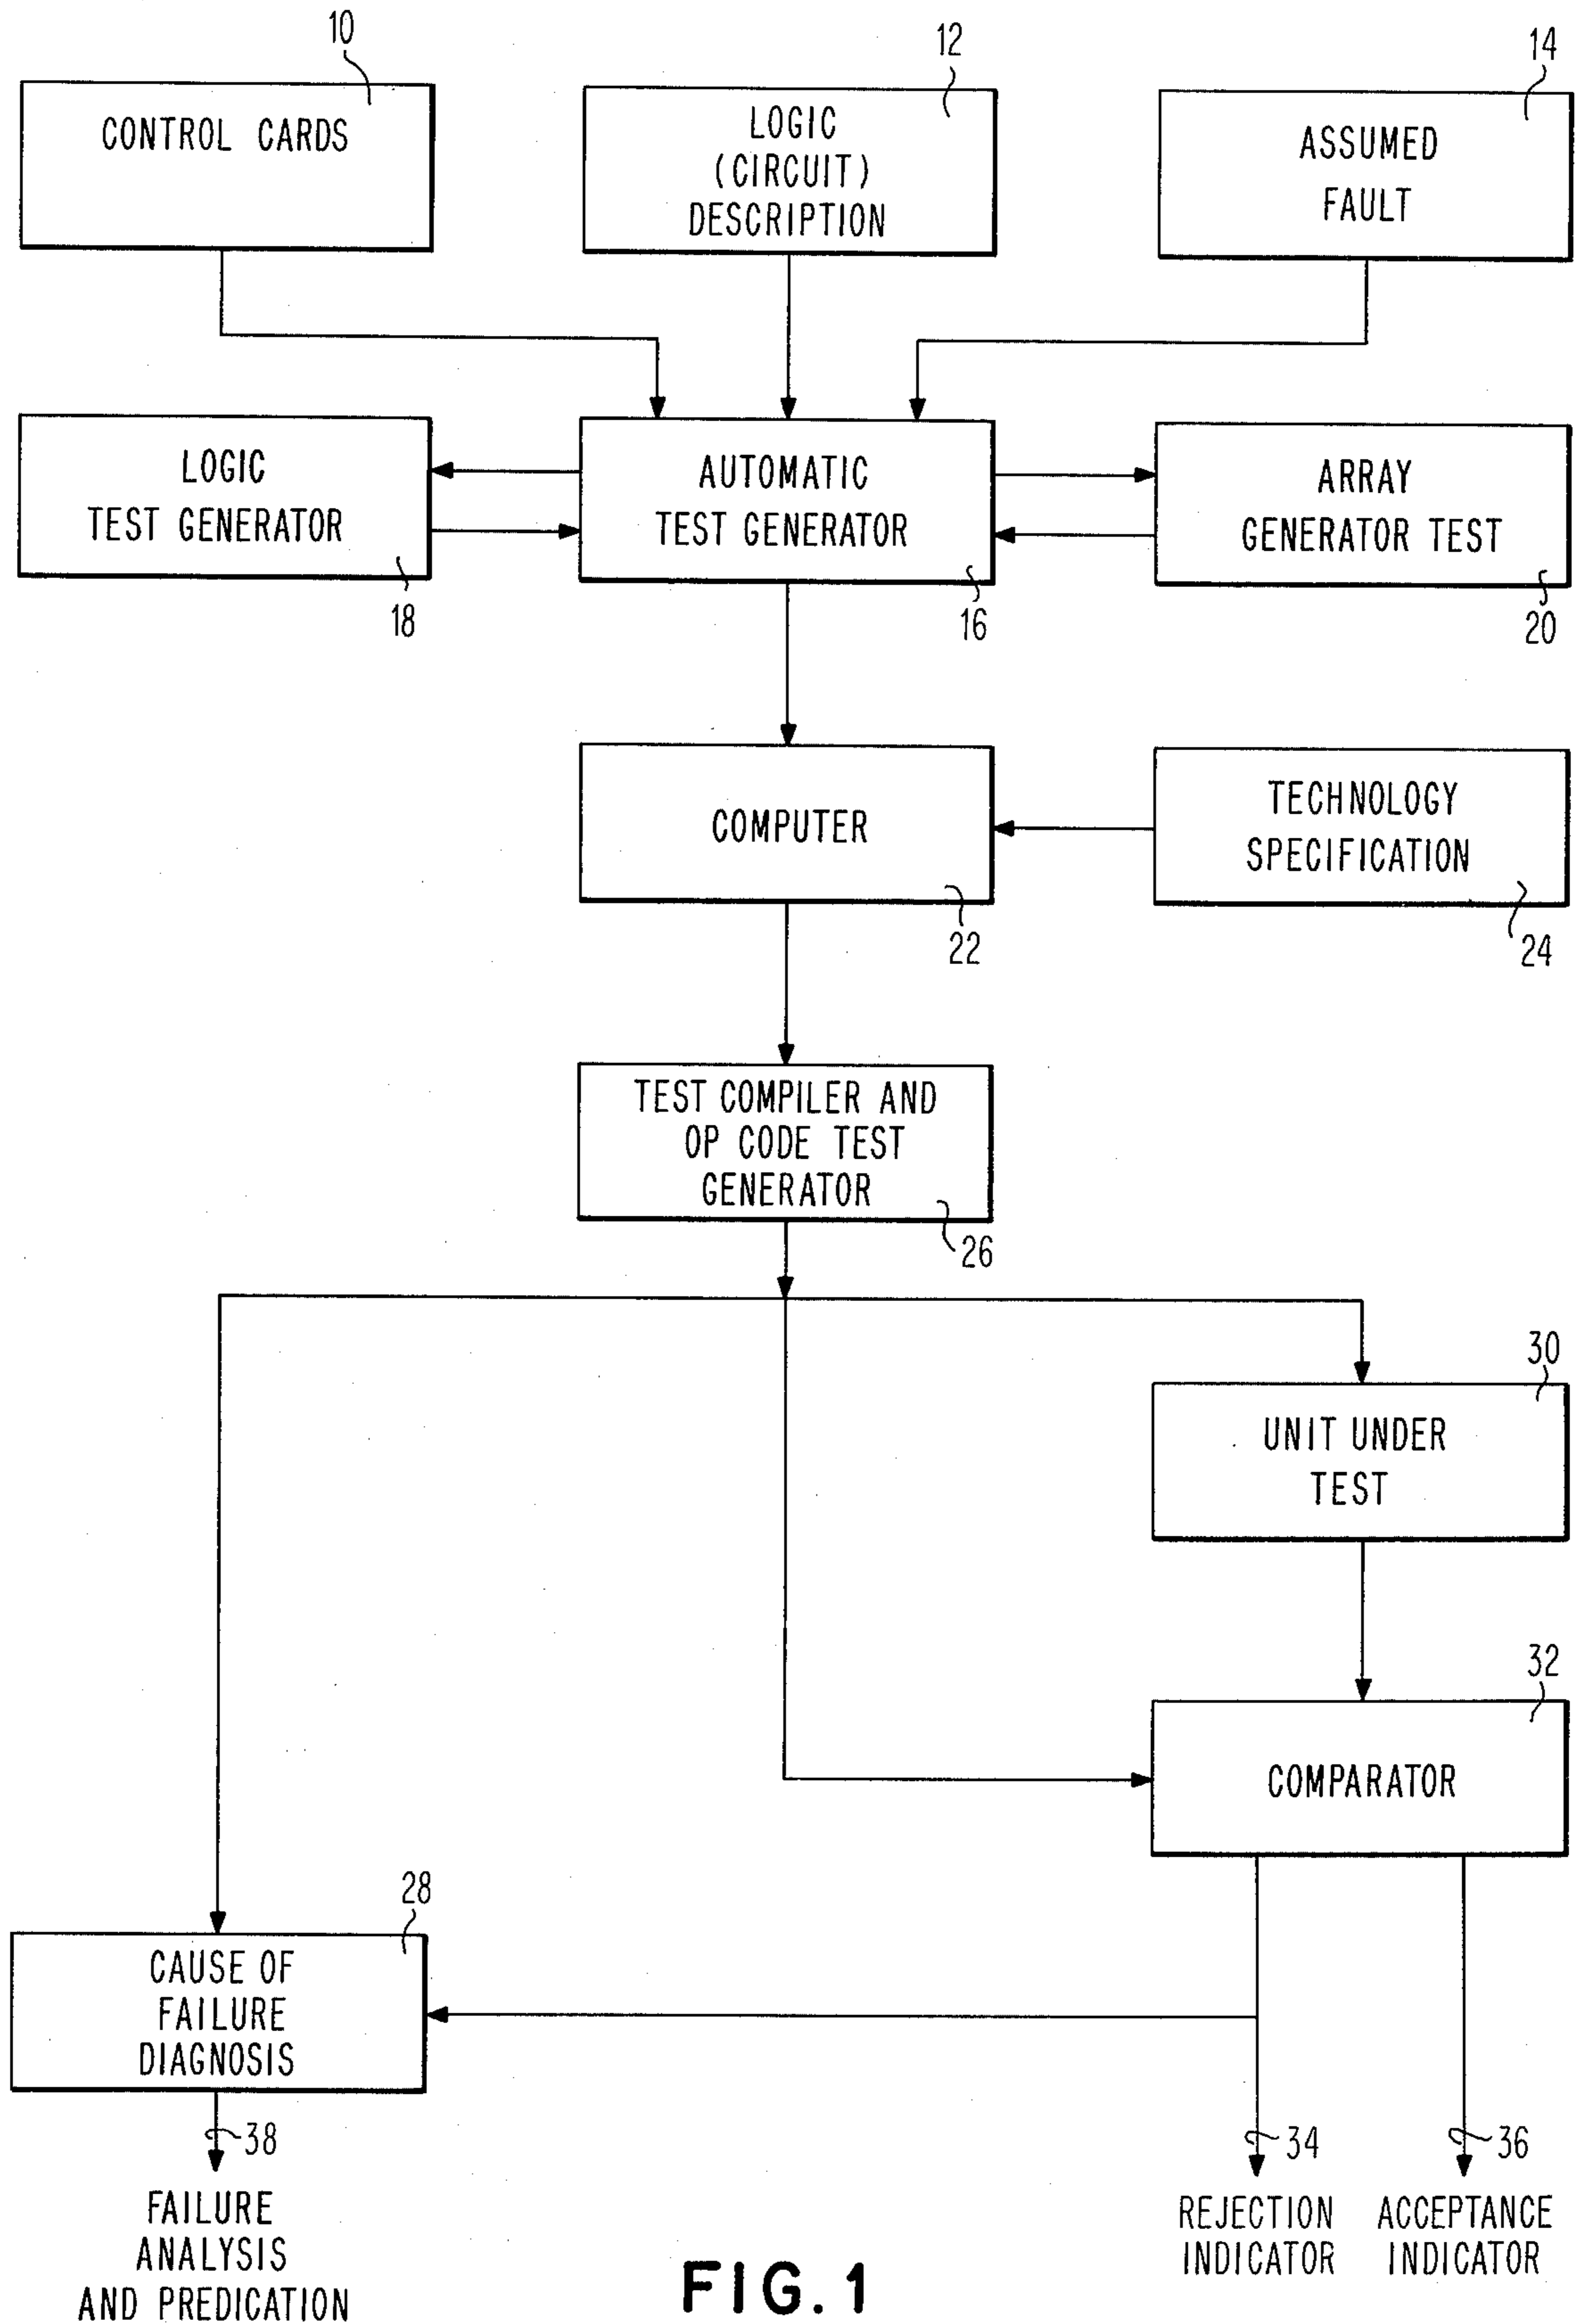 10
12
14
CONTROL CARDS
LOGIC
(CIRCUIT)
DESCRIPTION
ASSUMED
FAULT
LOGIC
TEST GENERATOR
18
AUTOMATIC
TEST GENERATOR
16
ARRAY
GENERATOR TEST
20
COMPUTER
22
TECHNOLOGY
SPECIFICATION
24
TEST COMPILER AND
OP CODE TEST
GENERATOR
26
30
UNIT UNDER
TEST
32
COMPARATOR
28
CAUSE OF
FAILURE
DIAGNOSIS
38
34
36
FAILURE
ANALYSIS
AND PREDICATION
REJECTION
INDICATOR
ACCEPTANCE
INDICATOR
FIG. 1